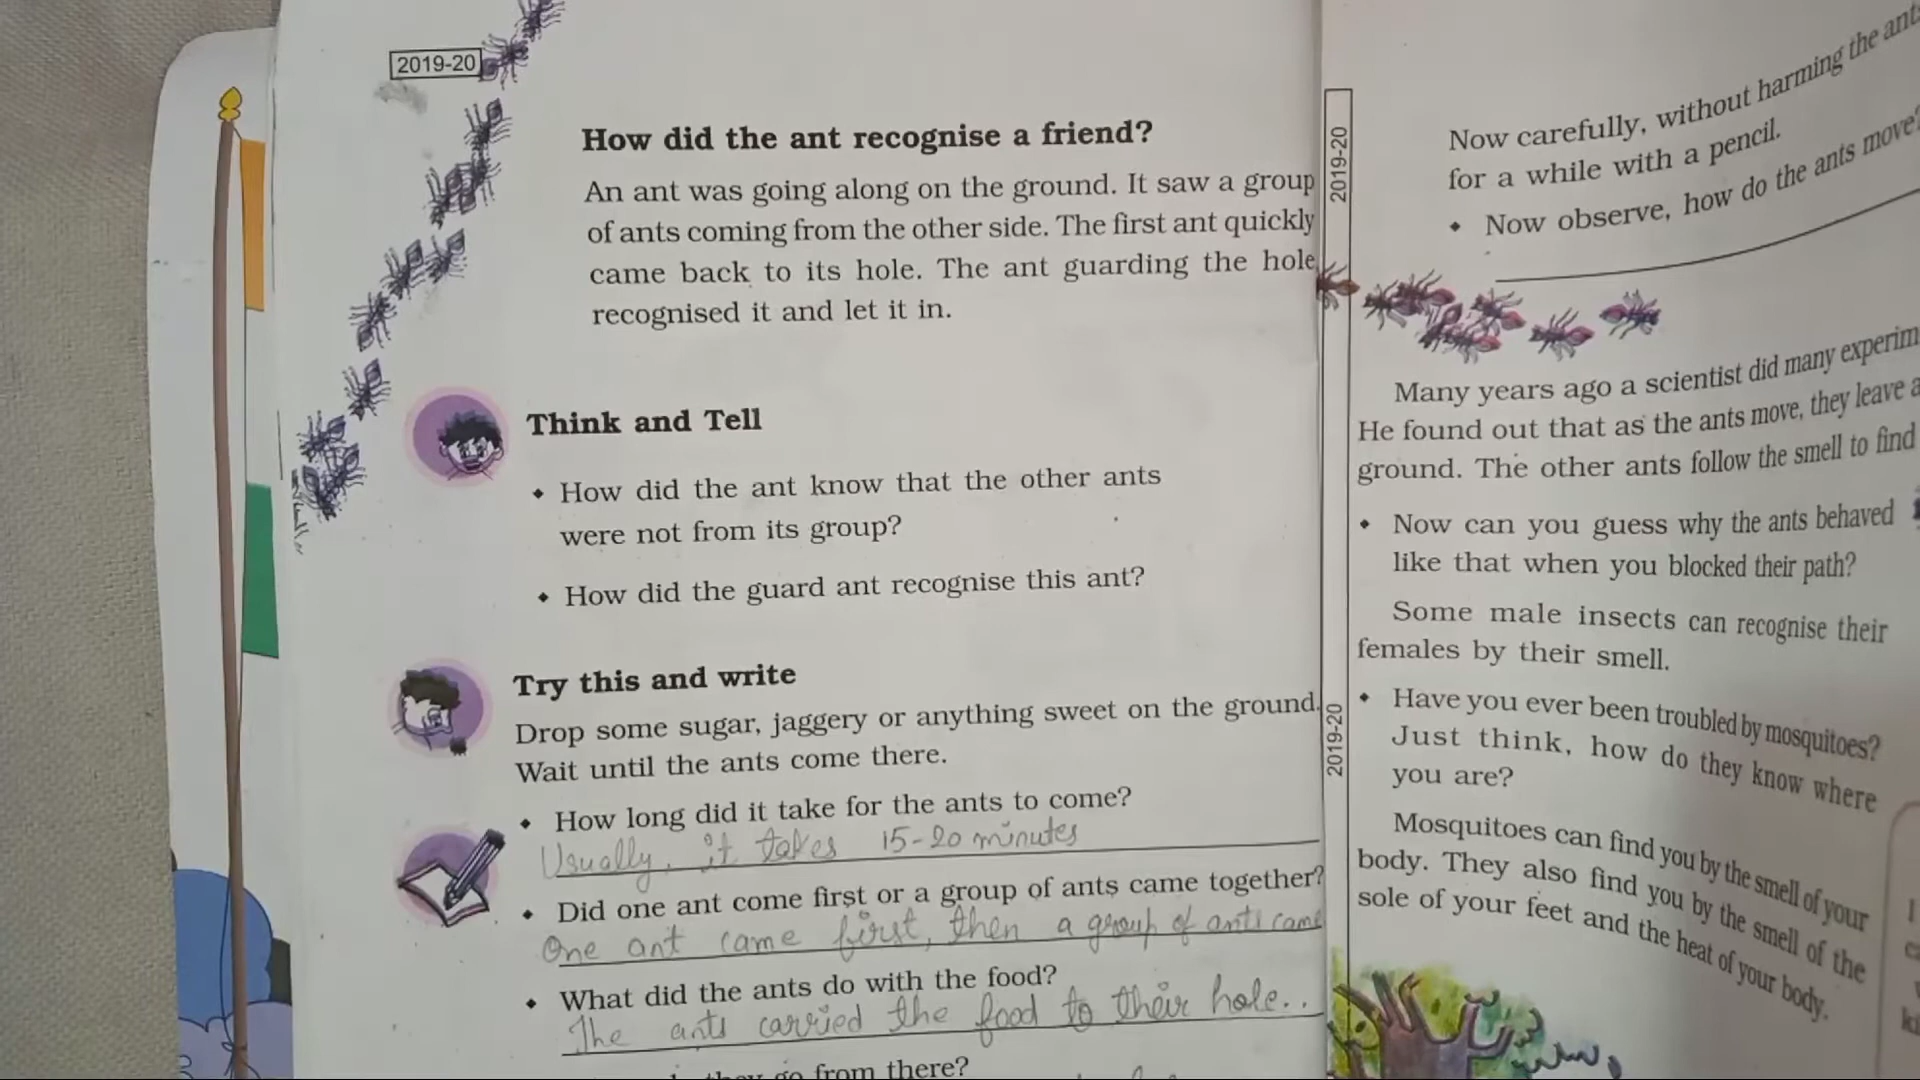 2019-20
How did the ant recognise a friend?
An ant was going along on the ground. It saw a group
of ants coming from the other side. The first ant quickly
came back to its hole. The ant guarding the hole
recognised it and let it in.
Think and Tell
• How did the ant know that the other ants
were not from its group?
• How did the guard ant recognise this ant?
Try this and write
Drop some sugar, jaggery or anything sweet on the ground.
Wait until the ants come there.
• How long did it take for the ants to come?
Usually, it takes 15-20 minutes
• Did one ant come first or a group of ants came together?
One ant came first, then a group of ants came
• What did the ants do with the food?
The ants carried the food to their hole..
they go from there?
2019-20
2019-20
Now carefully, without harming the ant
for a while with a pencil.
• Now observe, how do the ants move?
Many years ago a scientist did many experim
He found out that as the ants move, they leave a
ground. The other ants follow the smell to find
• Now can you guess why the ants behaved
like that when you blocked their path?
Some male insects can recognise their
females by their smell.
• Have you ever been troubled by mosquitoes?
Just think, how do they know where
you are?
Mosquitoes can find you by the smell of your
body. They also find you by the smell of the
sole of your feet and the heat of your body.